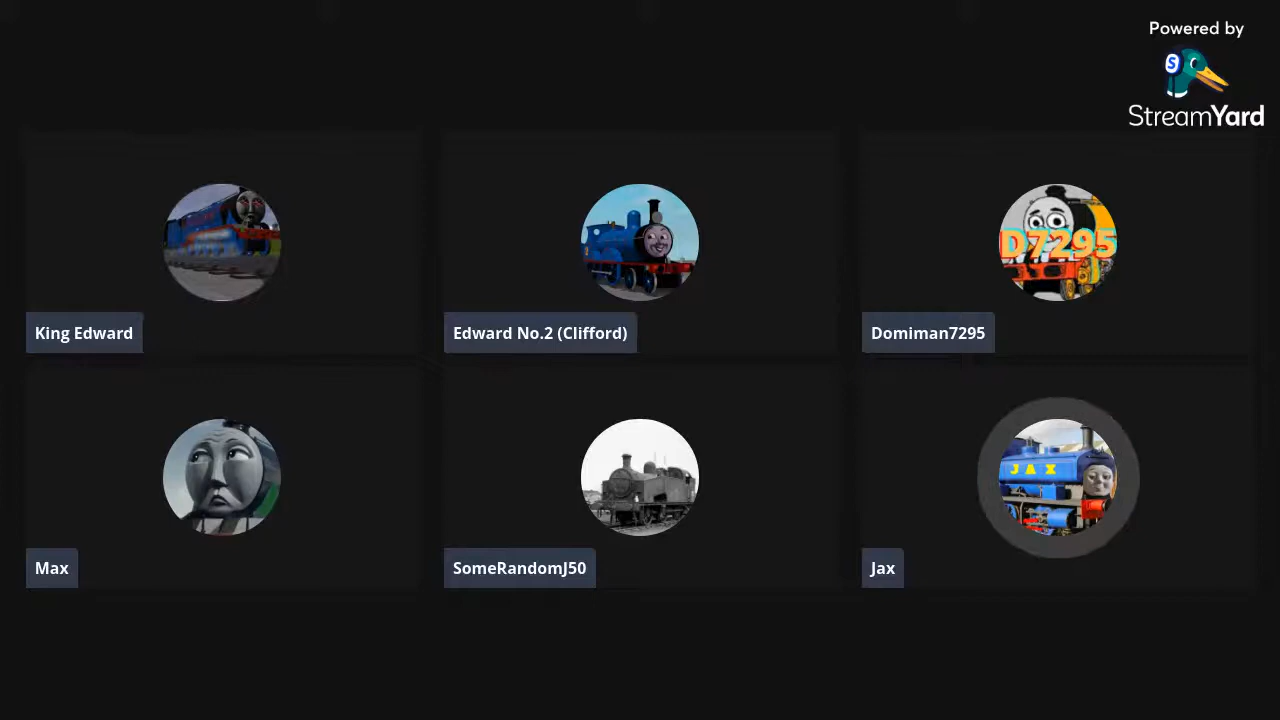 Powered by
S
StreamYard
D7295
King Edward
Edward No.2 (Clifford)
Domiman7295
JAX
Max
SomeRandomJ50
Jax